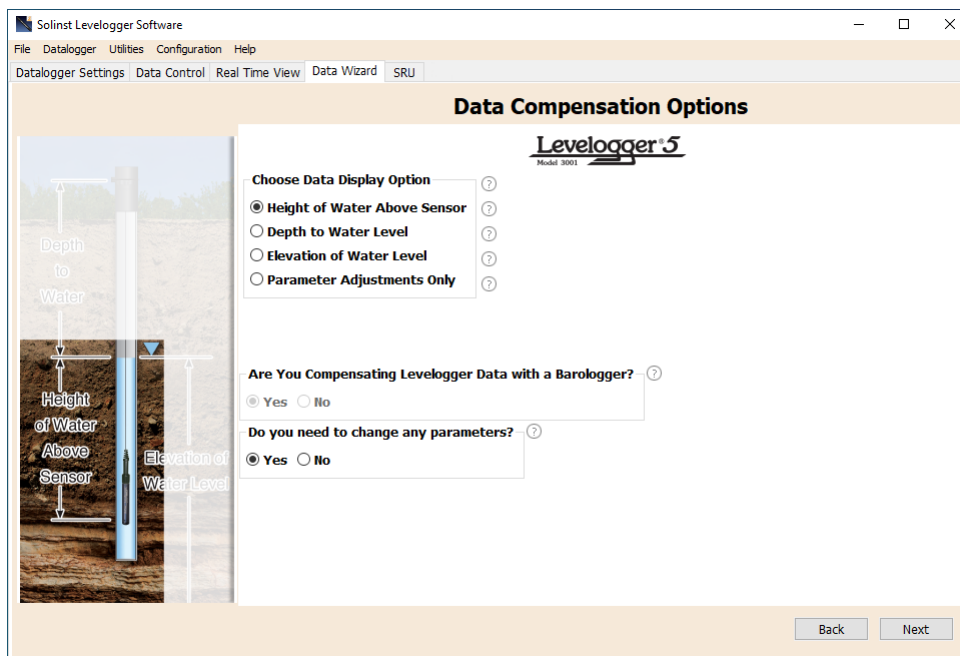 Solinst Levelogger Software
File Datalogger Utilities Configuration Help
Datalogger Settings Data Control Real Time View Data Wizard SRU
Data Compensation Options
Levelogger® 5
Model 3001
Choose Data Display Option ?
Height of Water Above Sensor ?
Depth to Water Level ?
Elevation of Water Level ?
Parameter Adjustments Only ?
Are You Compensating Levelogger Data with a Barologger? ?
Yes No
Do you need to change any parameters? ?
Yes No
Depth
to
Water
Height
of Water
Above
Sensor
Elevation of
Water Level
Back Next